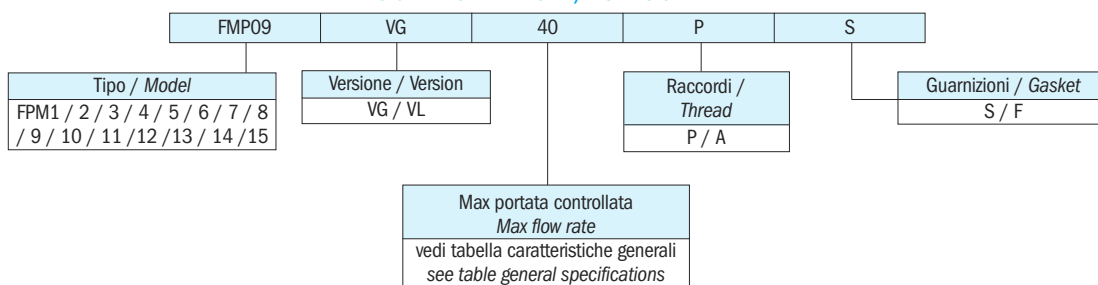 FMP09 VG 40 P S
Tipo / Model
FPM1 / 2 / 3 / 4 / 5 / 6 / 7 / 8
/ 9 / 10 / 11 /12 /13 / 14 /15
Versione / Version
VG / VL
Raccordi /
Thread
P / A
Guarnizioni / Gasket
S / F
Max portata controllata
Max flow rate
vedi tabella caratteristiche generali
see table general specifications